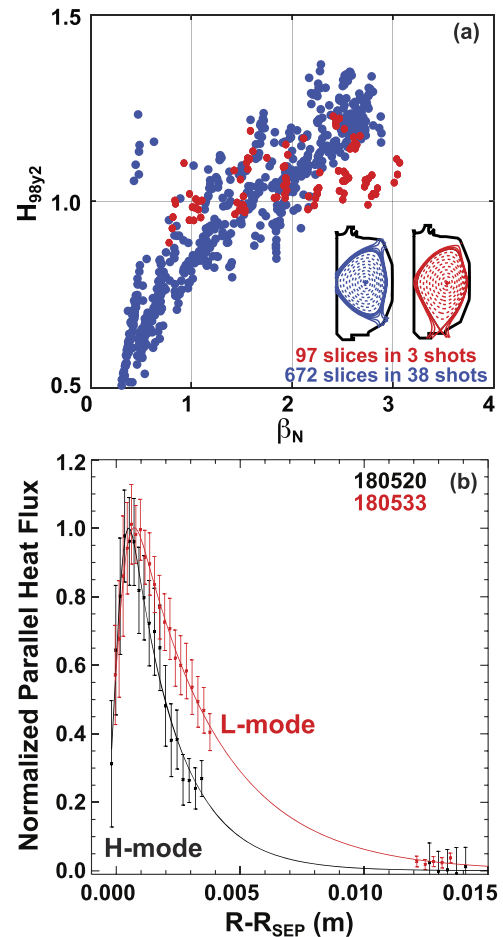 1.5
(a)
H98y2
1.0
97 slices in 3 shots
672 slices in 38 shots
0.5
0 1 2 3 4
βN
1.2
180520 (b)
180533
1.0
Normalized Parallel Heat Flux
0.8
0.6
L-mode
0.4
0.2
H-mode
0.0
0.000 0.005 0.010 0.015
R-RSEP (m)